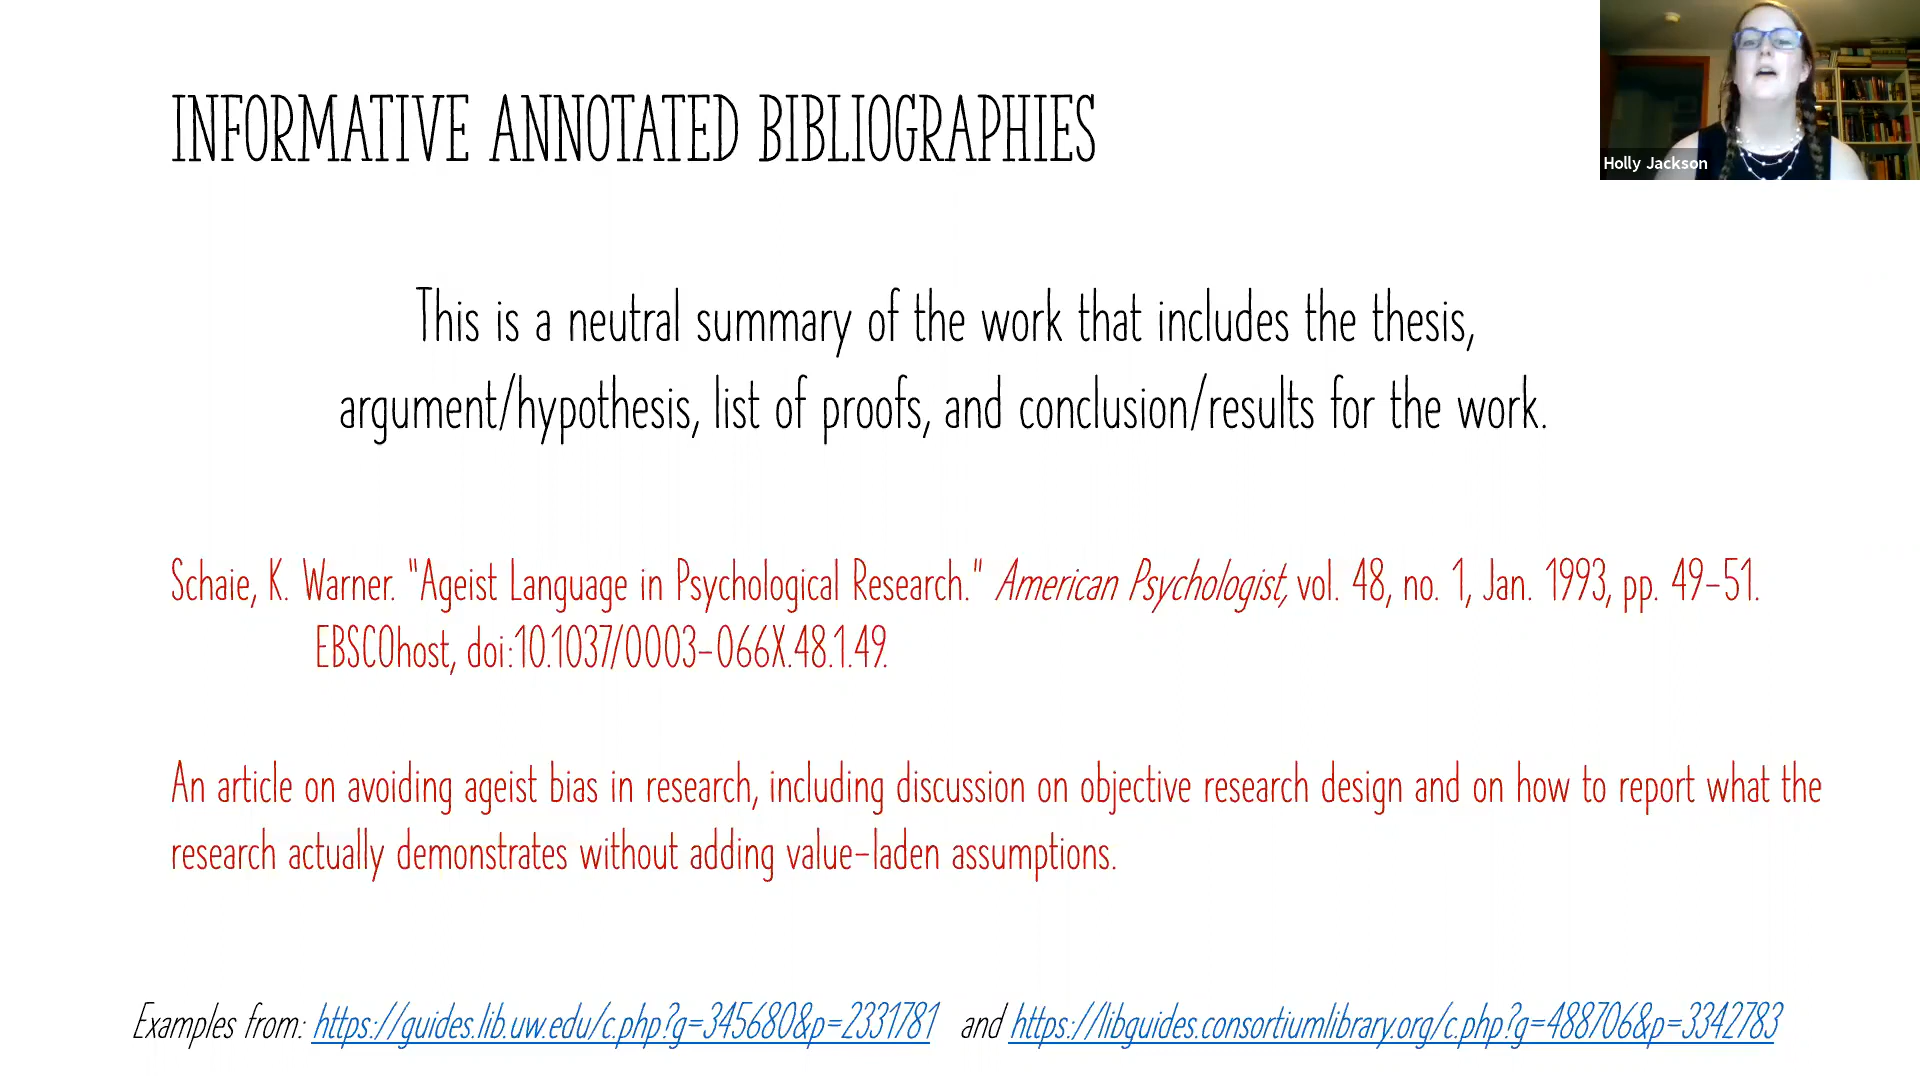 INFORMATIVE ANNOTATED BIBLIOGRAPHIES
Holly Jackson
This is a neutral summary of the work that includes the thesis,
argument/hypothesis, list of proofs, and conclusion/results for the work.
Schaie, K. Warner. "Ageist Language in Psychological Research." American Psychologist, vol. 48, no. 1, Jan. 1993, pp. 49-51.
EBSCOhost, doi:10.1037/0003-066X.48.1.49.
An article on avoiding ageist bias in research, including discussion on objective research design and on how to report what the
research actually demonstrates without adding value-laden assumptions.
Examples from: https://guides.lib.uw.edu/c.php?g=345680&p=2331781 and https://libguides.consortiumlibrary.org/c.php?g=488706&p=3342783